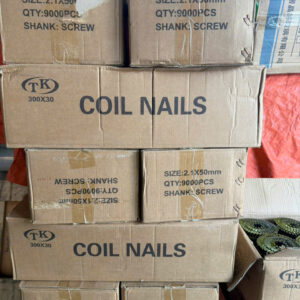 SIZE:2.1X50mm
QTY:9000PCS
SHANK: SCREW
SIZE:2.1X50mm
QTY:9000PCS
SHANK: SCREW
TK
300X30
COIL NAILS
SIZE:2.1X50mm
QTY:9000PCS
SHANK: SCREW
SIZE:2.1X50mm
QTY:9000PCS
SHANK: SCREW
TK
300X30
COIL NAILS